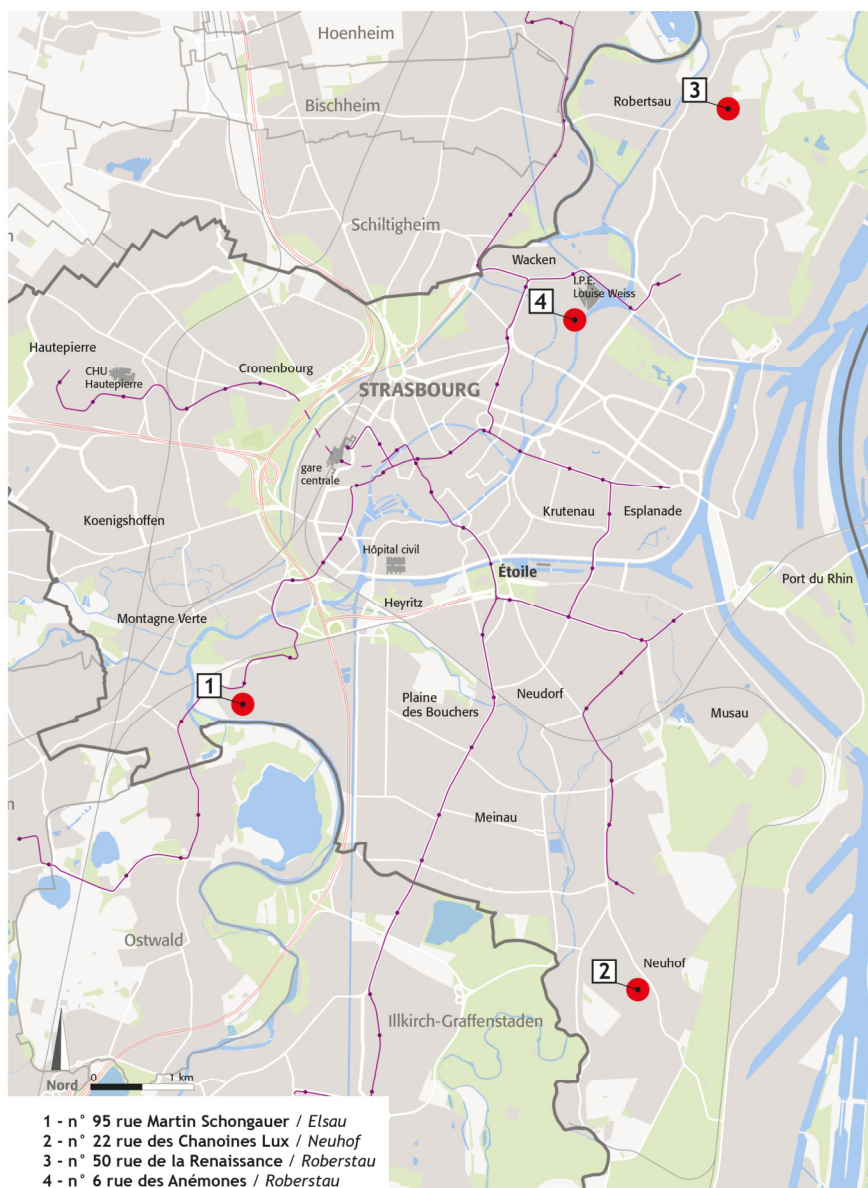 Hoenheim
Bischheim
3
Robertsau
Schiltigheim
Wacken
I.P.E.
Louise Weiss
4
Hautepierre
CHU
Hautepierre
Cronenbourg
STRASBOURG
gare
centrale
Koenigshoffen
Krutenau
Esplanade
Hôpital civil
Étoile
Port du Rhin
Heyritz
Montagne Verte
1
Plaine
des Bouchers
Neudorf
Musau
Meinau
Ostwald
2
Neuhof
Illkirch-Graffenstaden
Nord
0 1 km
1 - n° 95 rue Martin Schongauer / Elsau
2 - n° 22 rue des Chanoines Lux / Neuhof
3 - n° 50 rue de la Renaissance / Roberstau
4 - n° 6 rue des Anémones / Roberstau